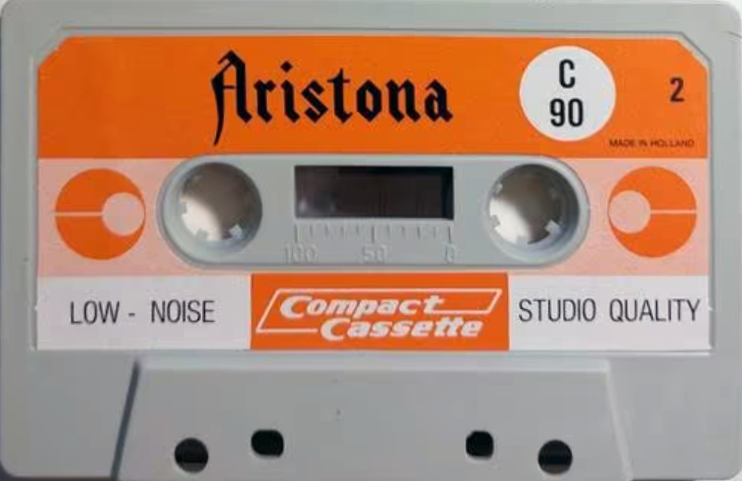 Aristona
C
90
2
MADE IN HOLLAND
100 50 0
LOW - NOISE
Compact
Cassette
STUDIO QUALITY